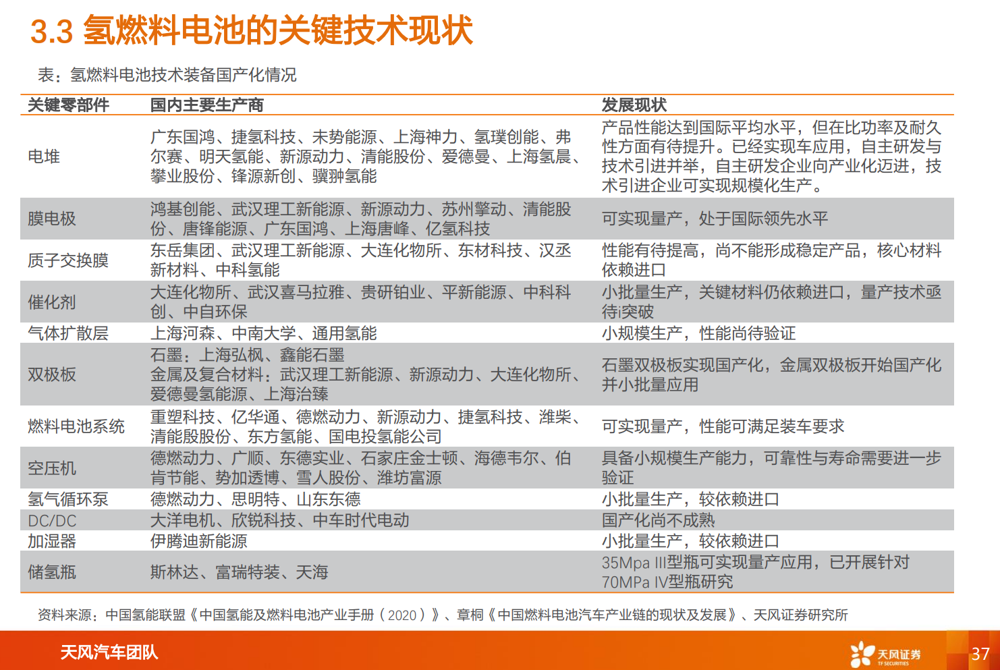 3.3 氢燃料电池的关键技术现状
表：氢燃料电池技术装备国产化情况
关键零部件 国内主要生产商 发展现状
电堆
广东国鸿、捷氢科技、未势能源、上海神力、氢璞创能、弗
尔赛、明天氢能、新源动力、清能股份、爱德曼、上海氢晨、
攀业股份、锋源新创、骥翀氢能
产品性能达到国际平均水平，但在比功率及耐久
性方面有待提升。已经实现车应用，自主研发与
技术引进并举，自主研发企业向产业化迈进，技
术引进企业可实现规模化生产。
膜电极
鸿基创能、武汉理工新能源、新源动力、苏州擎动、清能股
份、唐锋能源、广东国鸿、上海唐峰、亿氢科技
可实现量产，处于国际领先水平
质子交换膜
东岳集团、武汉理工新能源、大连化物所、东材科技、汉丞
新材料、中科氢能
性能有待提高，尚不能形成稳定产品，核心材料
依赖进口
催化剂
大连化物所、武汉喜马拉雅、贵研铂业、平新能源、中科科
创、中自环保
小批量生产，关键材料仍依赖进口，量产技术亟
待i突破
气体扩散层 上海河森、中南大学、通用氢能 小规模生产，性能尚待验证
双极板
石墨：上海弘枫、鑫能石墨
金属及复合材料：武汉理工新能源、新源动力、大连化物所、
爱德曼氢能源、上海治臻
石墨双极板实现国产化，金属双极板开始国产化
并小批量应用
燃料电池系统
重塑科技、亿华通、德燃动力、新源动力、捷氢科技、潍柴、
清能股股份、东方氢能、国电投氢能公司
可实现量产，性能可满足装车要求
空压机
德燃动力、广顺、东德实业、石家庄金士顿、海德韦尔、伯
肯节能、势加透博、雪人股份、潍坊富源
具备小规模生产能力，可靠性与寿命需要进一步
验证
氢气循环泵 德燃动力、思明特、山东东德 小批量生产，较依赖进口
DC/DC 大洋电机、欣锐科技、中车时代电动 国产化尚不成熟
加湿器 伊腾迪新能源 小批量生产，较依赖进口
储氢瓶
斯林达、富瑞特装、天海
35Mpa III型瓶可实现量产应用，已开展针对
70MPa IV型瓶研究
资料来源：中国氢能联盟《中国氢能及燃料电池产业手册（2020）》、章桐《中国燃料电池汽车产业链的现状及发展》、天风证券研究所
天风汽车团队
天风证券
TF SECURITIES
37